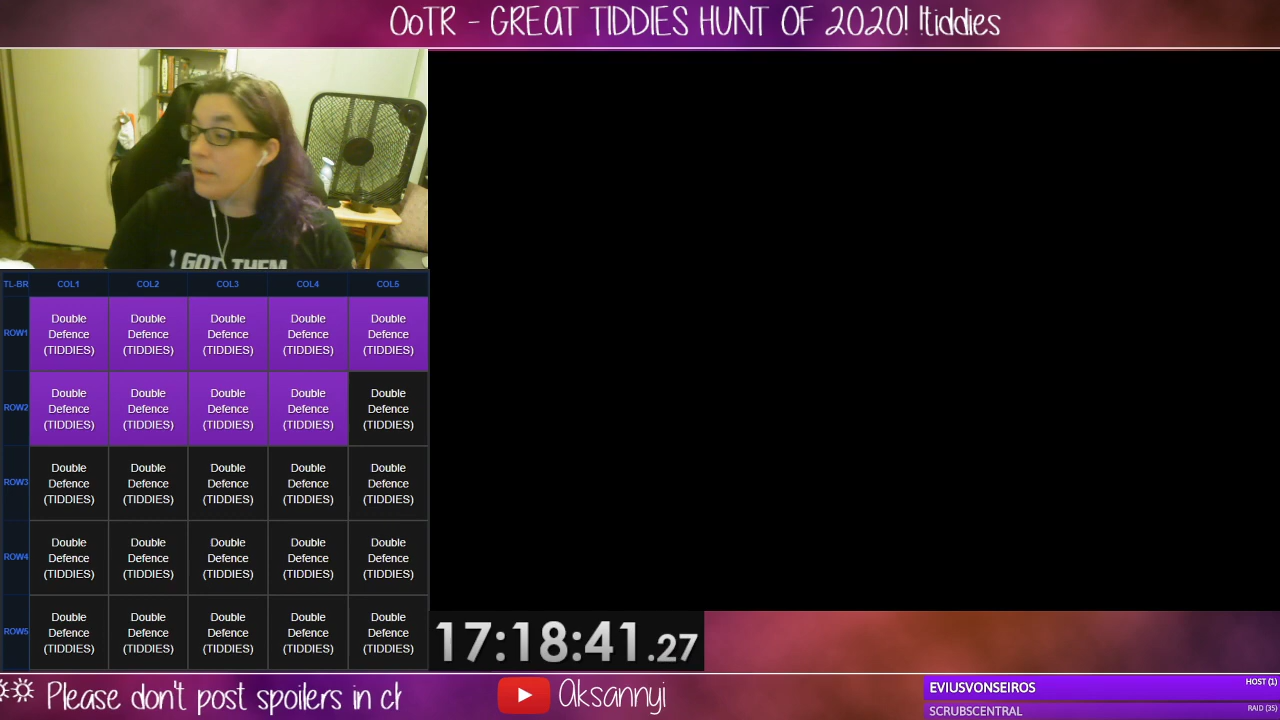 OoTR - GREAT TIDDIES HUNT OF 2020! !tiddies
I GOT THEM
TL-BR COL1 COL2 COL3 COL4 COL5
ROW1
Double Defence (TIDDIES)
Double Defence (TIDDIES)
Double Defence (TIDDIES)
Double Defence (TIDDIES)
Double Defence (TIDDIES)
ROW2
Double Defence (TIDDIES)
Double Defence (TIDDIES)
Double Defence (TIDDIES)
Double Defence (TIDDIES)
Double Defence (TIDDIES)
ROW3
Double Defence (TIDDIES)
Double Defence (TIDDIES)
Double Defence (TIDDIES)
Double Defence (TIDDIES)
Double Defence (TIDDIES)
ROW4
Double Defence (TIDDIES)
Double Defence (TIDDIES)
Double Defence (TIDDIES)
Double Defence (TIDDIES)
Double Defence (TIDDIES)
ROW5
Double Defence (TIDDIES)
Double Defence (TIDDIES)
Double Defence (TIDDIES)
Double Defence (TIDDIES)
Double Defence (TIDDIES)
17:18:41.27
Please don't post spoilers in
Aksannyi
EVIUSVONSEIROS HOST (1)
SCRUBSCENTRAL RAID (35)